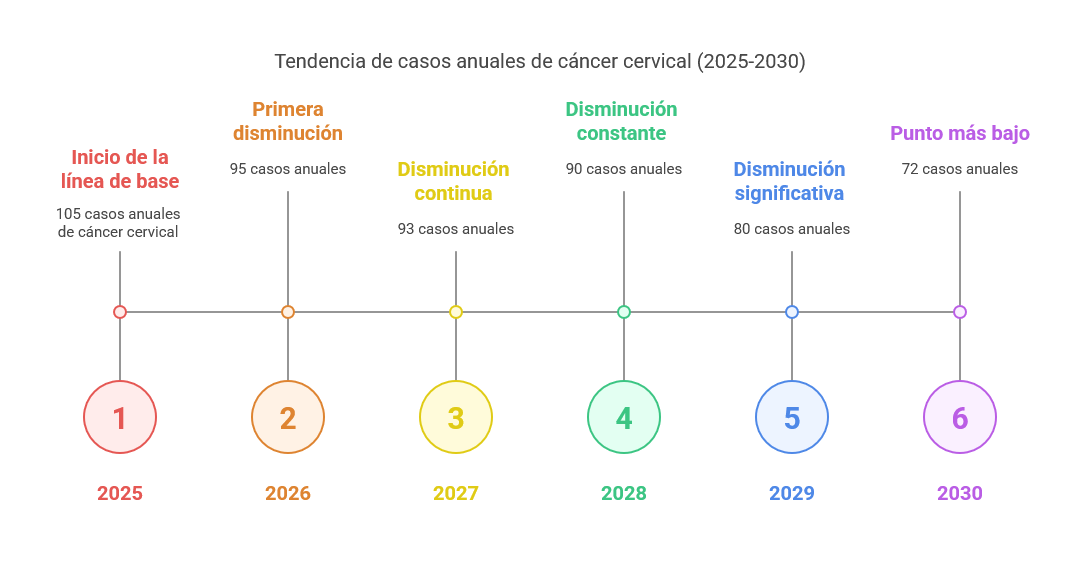 Tendencia de casos anuales de cáncer cervical (2025-2030)
Inicio de la
línea de base
105 casos anuales
de cáncer cervical
Primera
disminución
95 casos anuales
Disminución
continua
93 casos anuales
Disminución
constante
90 casos anuales
Disminución
significativa
80 casos anuales
Punto más bajo
72 casos anuales
1
2
3
4
5
6
2025
2026
2027
2028
2029
2030